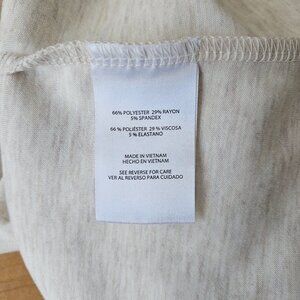 66% POLYESTER 29% RAYON
5% SPANDEX
66 % POLIÉSTER 29 % VISCOSA
5 % ELASTANO
MADE IN VIETNAM
HECHO EN VIETNAM
SEE REVERSE FOR CARE
VER AL REVERSO PARA CUIDADO